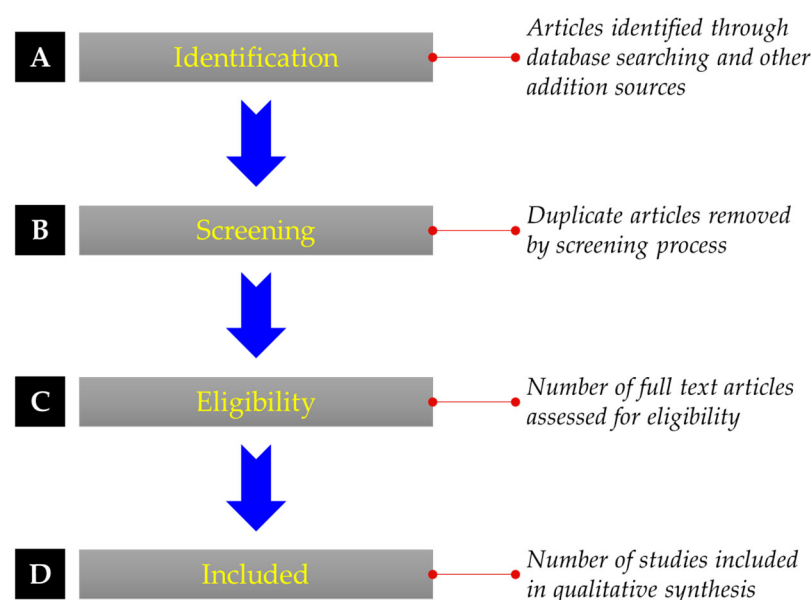 A
Identification
Articles identified through
database searching and other
addition sources
B
Screening
Duplicate articles removed
by screening process
C
Eligibility
Number of full text articles
assessed for eligibility
D
Included
Number of studies included
in qualitative synthesis